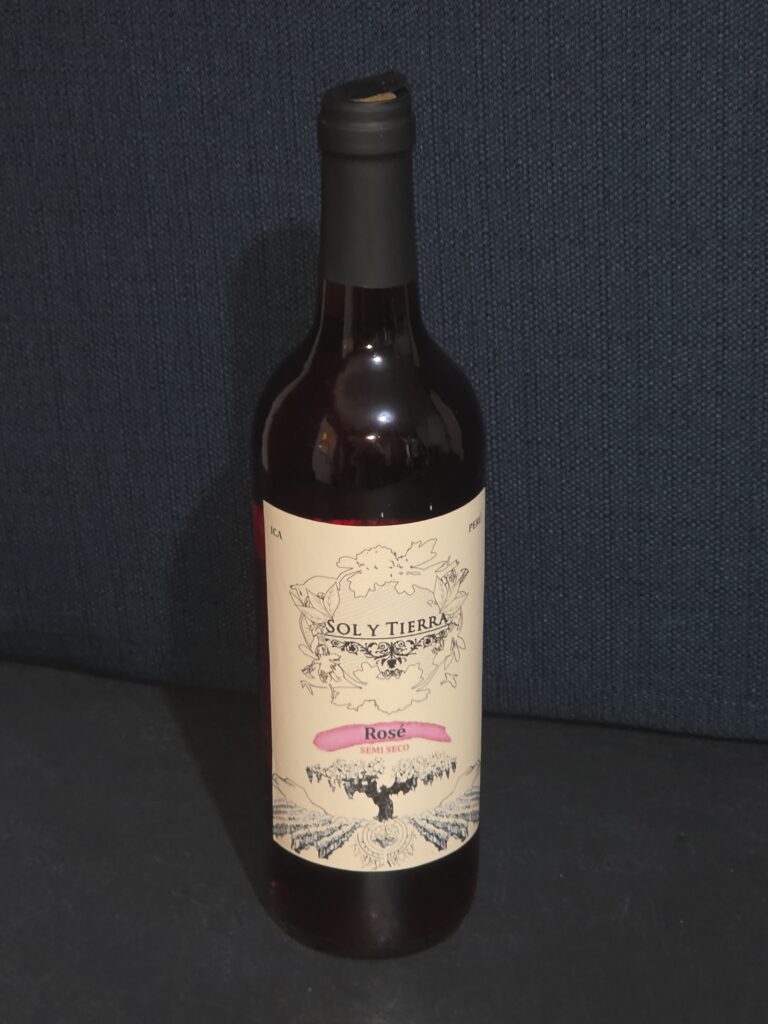 ICA
PERÚ
SOL Y TIERRA
Rosé
SEMI SECO